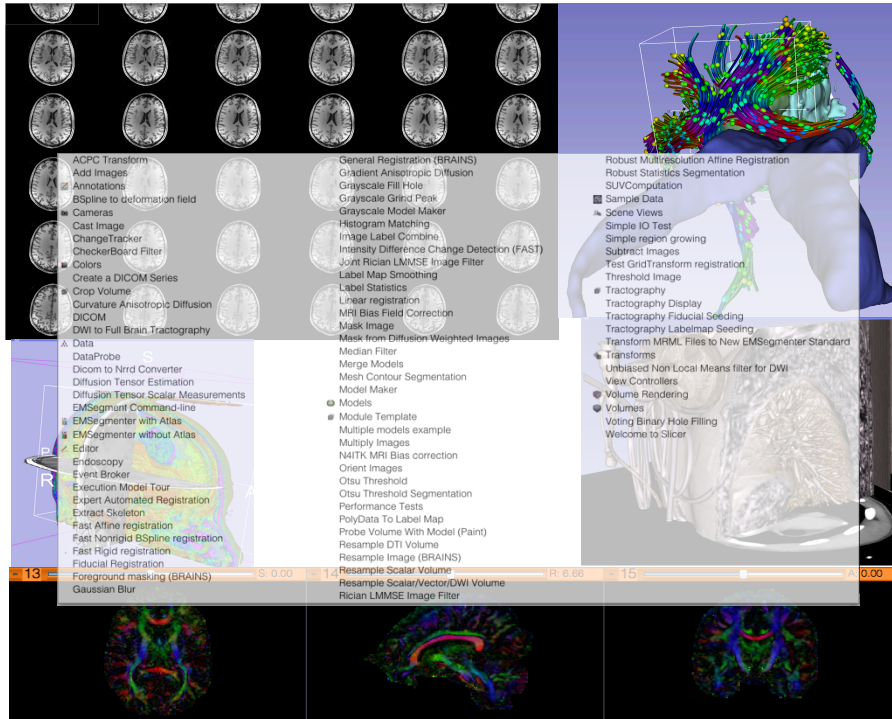 ACPC Transform
Add Images
Annotations
BSpline to deformation field
Cameras
Cast Image
ChangeTracker
CheckerBoard Filter
Colors
Create a DICOM Series
Crop Volume
Curvature Anisotropic Diffusion
DICOM
DWI to Full Brain Tractography
Data
DataProbe
Dicom to Nrrd Converter
Diffusion Tensor Estimation
Diffusion Tensor Scalar Measurements
EMSegment Command-line
EMSegmenter with Atlas
EMSegmenter without Atlas
Editor
Endoscopy
Event Broker
Execution Model Tour
Expert Automated Registration
Extract Skeleton
Fast Affine registration
Fast Nonrigid BSpline registration
Fast Rigid registration
Fiducial Registration
Foreground masking (BRAINS)
Gaussian Blur
General Registration (BRAINS)
Gradient Anisotropic Diffusion
Grayscale Fill Hole
Grayscale Grind Peak
Grayscale Model Maker
Histogram Matching
Image Label Combine
Intensity Difference Change Detection (FAST)
Joint Rician LMMSE Image Filter
Label Map Smoothing
Label Statistics
Linear registration
MRI Bias Field Correction
Mask Image
Mask from Diffusion Weighted Images
Median Filter
Merge Models
Mesh Contour Segmentation
Model Maker
Models
Module Template
Multiple models example
Multiply Images
N4ITK MRI Bias correction
Orient Images
Otsu Threshold
Otsu Threshold Segmentation
Performance Tests
PolyData To Label Map
Probe Volume With Model (Paint)
Resample DTI Volume
Resample Image (BRAINS)
Resample Scalar Volume
Resample Scalar/Vector/DWI Volume
Rician LMMSE Image Filter
Robust Multiresolution Affine Registration
Robust Statistics Segmentation
SUVComputation
Sample Data
Scene Views
Simple IO Test
Simple region growing
Subtract Images
Test GridTransform registration
Threshold Image
Tractography
Tractography Display
Tractography Fiducial Seeding
Tractography Labelmap Seeding
Transform MRML Files to New EMSegmenter Standard
Transforms
Unbiased Non Local Means filter for DWI
View Controllers
Volume Rendering
Volumes
Voting Binary Hole Filling
Welcome to Slicer
S
P
R
A
13 S: 0.00
14 R: 6.66
15 A: 0.00